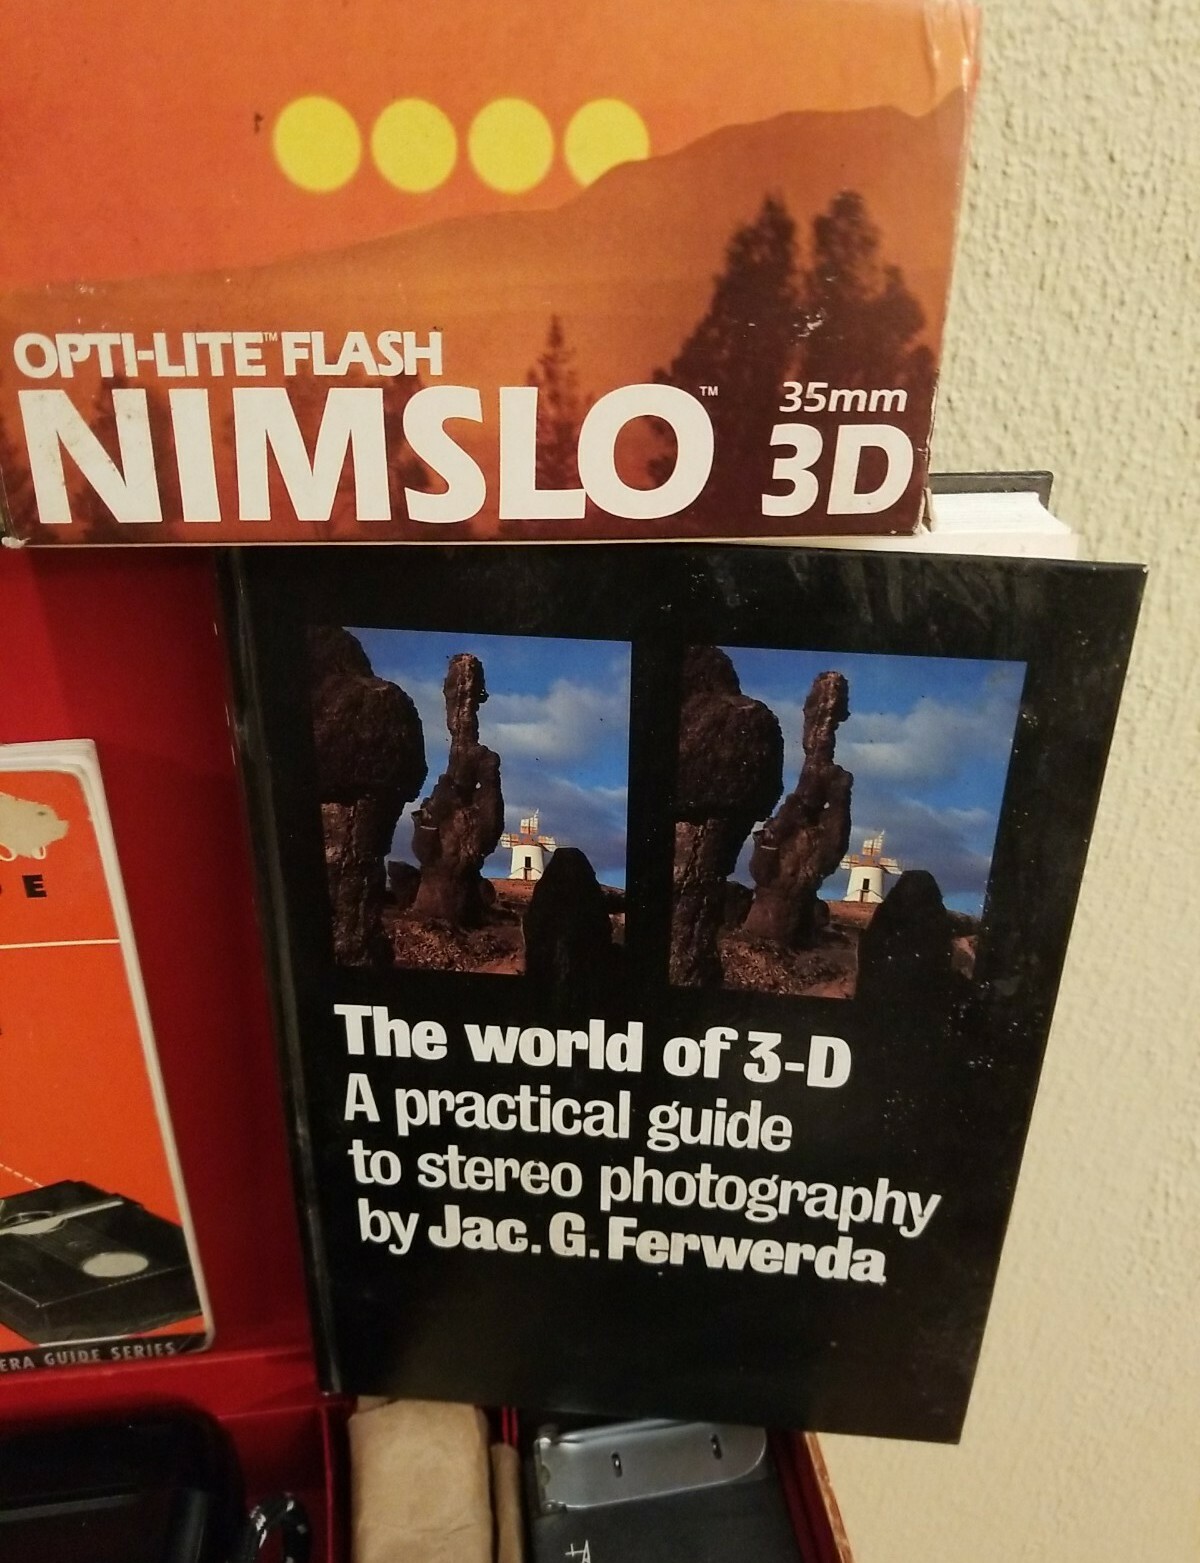 OPTI-LITE™ FLASH
NIMSLO™
35mm
3D
The world of 3-D
A practical guide
to stereo photography
by Jac. G. Ferwerda
DE
ERA GUIDE SERIES